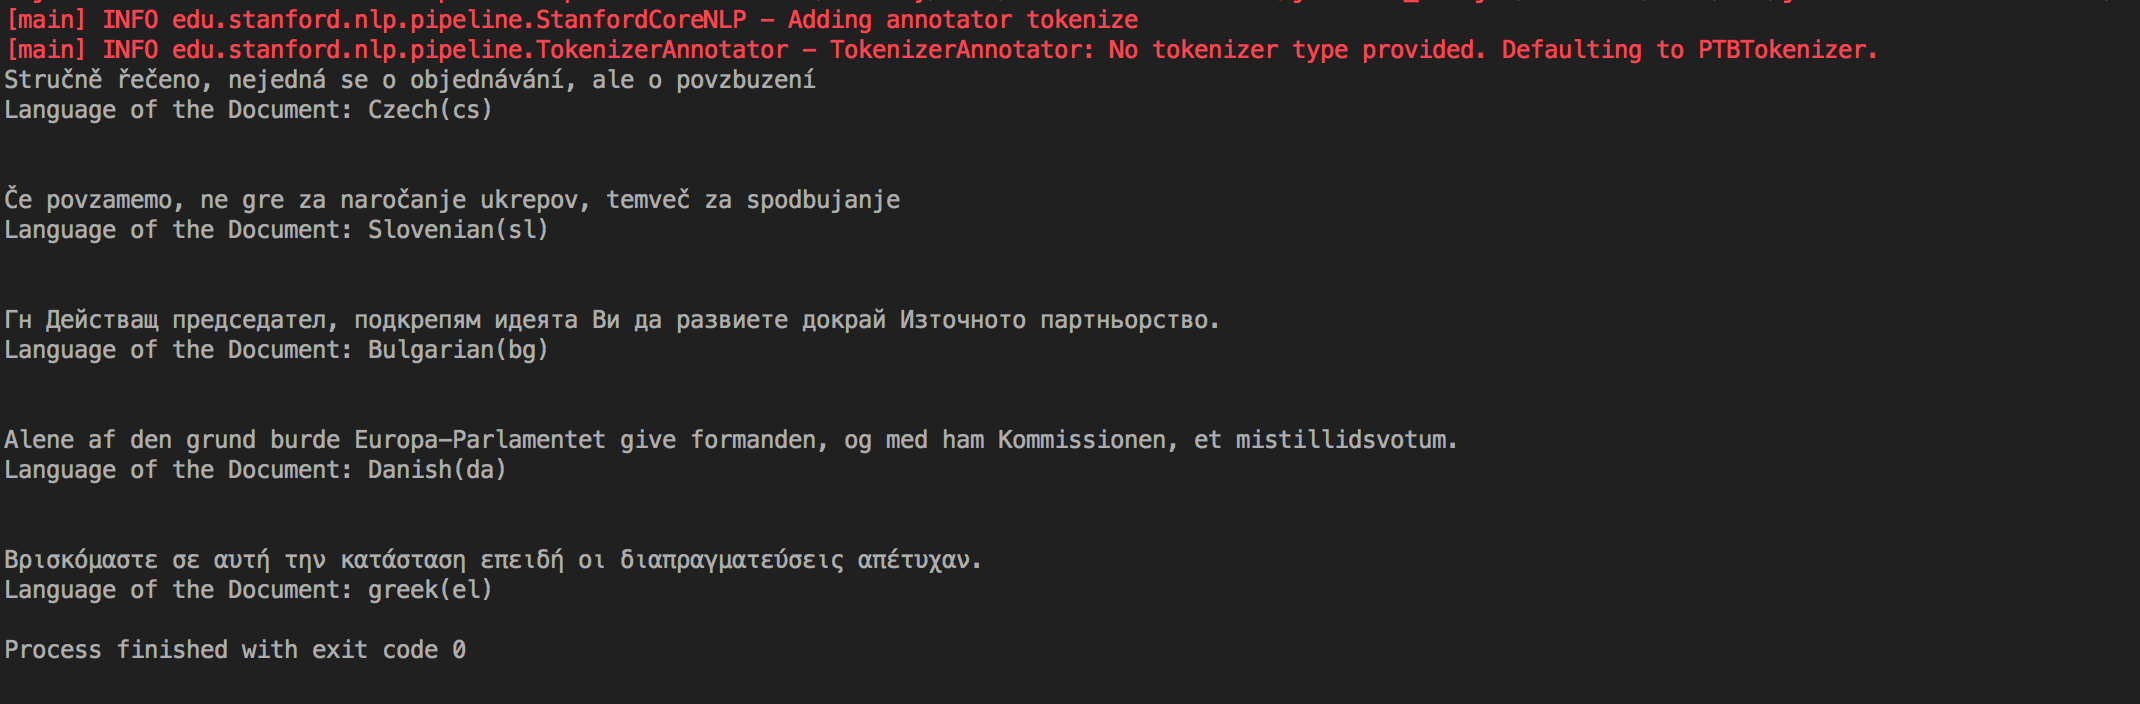 [main] INFO edu.stanford.nlp.pipeline.StanfordCoreNLP - Adding annotator tokenize
[main] INFO edu.stanford.nlp.pipeline.TokenizerAnnotator - TokenizerAnnotator: No tokenizer type provided. Defaulting to PTBTokenizer.
Stručně řečeno, nejedná se o objednávání, ale o povzbuzení
Language of the Document: Czech(cs)
Če povzamemo, ne gre za naročanje ukrepov, temveč za spodbujanje
Language of the Document: Slovenian(sl)
Гн Действащ председател, подкрепям идеята Ви да развиете докрай Източното партньорство.
Language of the Document: Bulgarian(bg)
Alene af den grund burde Europa-Parlamentet give formanden, og med ham Kommissionen, et mistillidsvotum.
Language of the Document: Danish(da)
Βρισκόμαστε σε αυτή την κατάσταση επειδή οι διαπραγματεύσεις απέτυχαν.
Language of the Document: greek(el)
Process finished with exit code 0